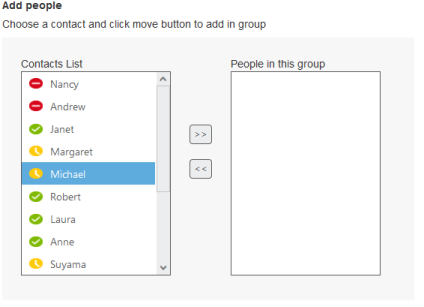 Add people
Choose a contact and click move button to add in group
Contacts List
People in this group
Nancy
Andrew
Janet
Margaret
Michael
Robert
Laura
Anne
Suyama
>>
<<